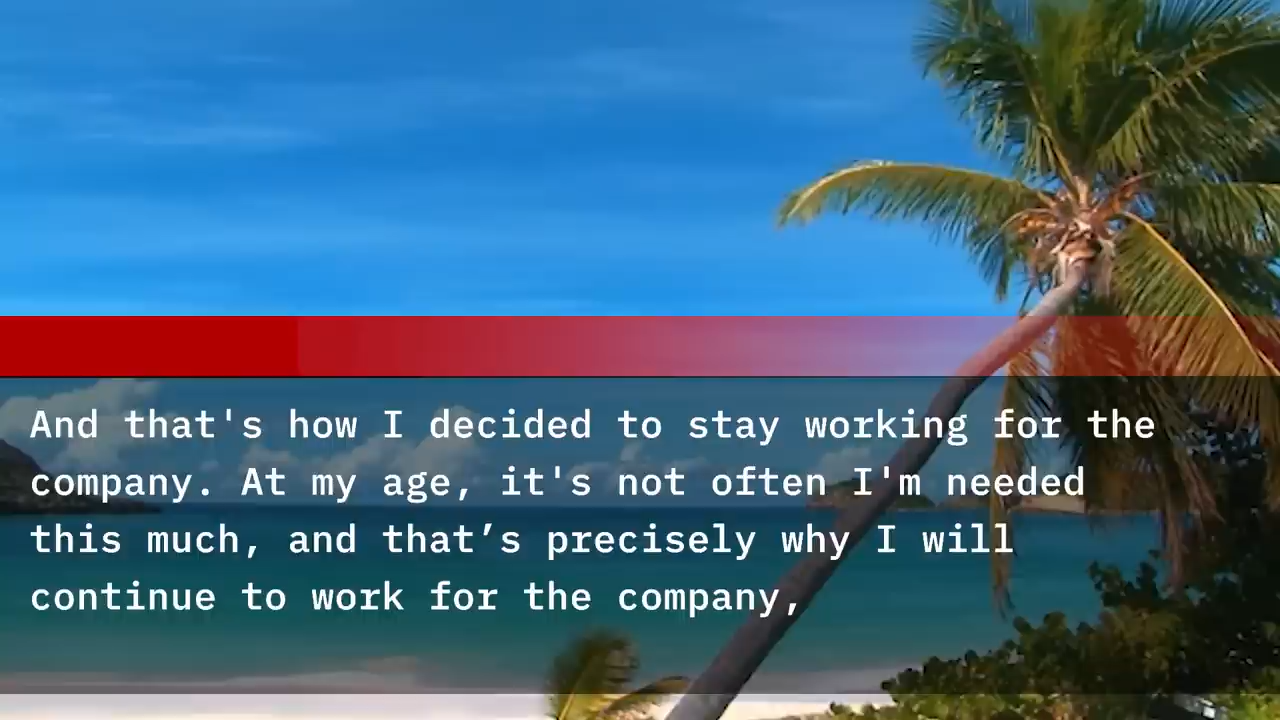 And that's how I decided to stay working for the
company. At my age, it's not often I'm needed
this much, and that’s precisely why I will
continue to work for the company,